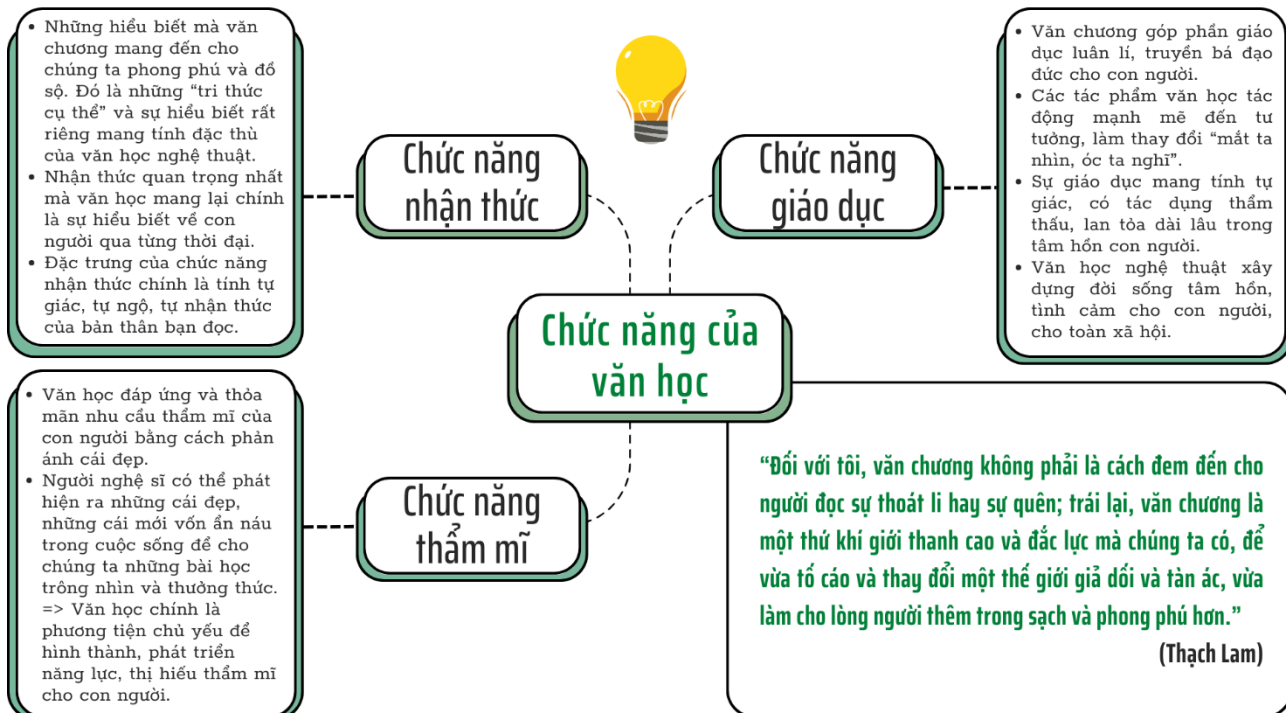 • Những hiểu biết mà văn
chương mang đến cho
chúng ta phong phú và đồ
sộ. Đó là những “tri thức
cụ thể” và sự hiểu biết rất
riêng mang tính đặc thù
của văn học nghệ thuật.
• Nhận thức quan trọng nhất
mà văn học mang lại chính
là sự hiểu biết về con
người qua từng thời đại.
• Đặc trưng của chức năng
nhận thức chính là tính tự
giác, tự ngộ, tự nhận thức
của bản thân bạn đọc.
Chức năng
nhận thức
Chức năng
giáo dục
• Văn chương góp phần giáo
dục luân lí, truyền bá đạo
đức cho con người.
• Các tác phẩm văn học tác
động mạnh mẽ đến tư
tưởng, làm thay đổi “mắt ta
nhìn, óc ta nghĩ”.
• Sự giáo dục mang tính tự
giác, có tác dụng thẩm
thấu, lan tỏa dài lâu trong
tâm hồn con người.
• Văn học nghệ thuật xây
dựng đời sống tâm hồn,
tình cảm cho con người,
cho toàn xã hội.
Chức năng của
văn học
• Văn học đáp ứng và thỏa
mãn nhu cầu thẩm mĩ của
con người bằng cách phản
ánh cái đẹp.
• Người nghệ sĩ có thể phát
hiện ra những cái đẹp,
những cái mới vốn ẩn náu
trong cuộc sống để cho
chúng ta những bài học
trông nhìn và thưởng thức.
=> Văn học chính là
phương tiện chủ yếu để
hình thành, phát triển
năng lực, thị hiếu thẩm mĩ
cho con người.
Chức năng
thẩm mĩ
“Đối với tôi, văn chương không phải là cách đem đến cho
người đọc sự thoát li hay sự quên; trái lại, văn chương là
một thứ khí giới thanh cao và đắc lực mà chúng ta có, để
vừa tố cáo và thay đổi một thế giới giả dối và tàn ác, vừa
làm cho lòng người thêm trong sạch và phong phú hơn.”
(Thạch Lam)